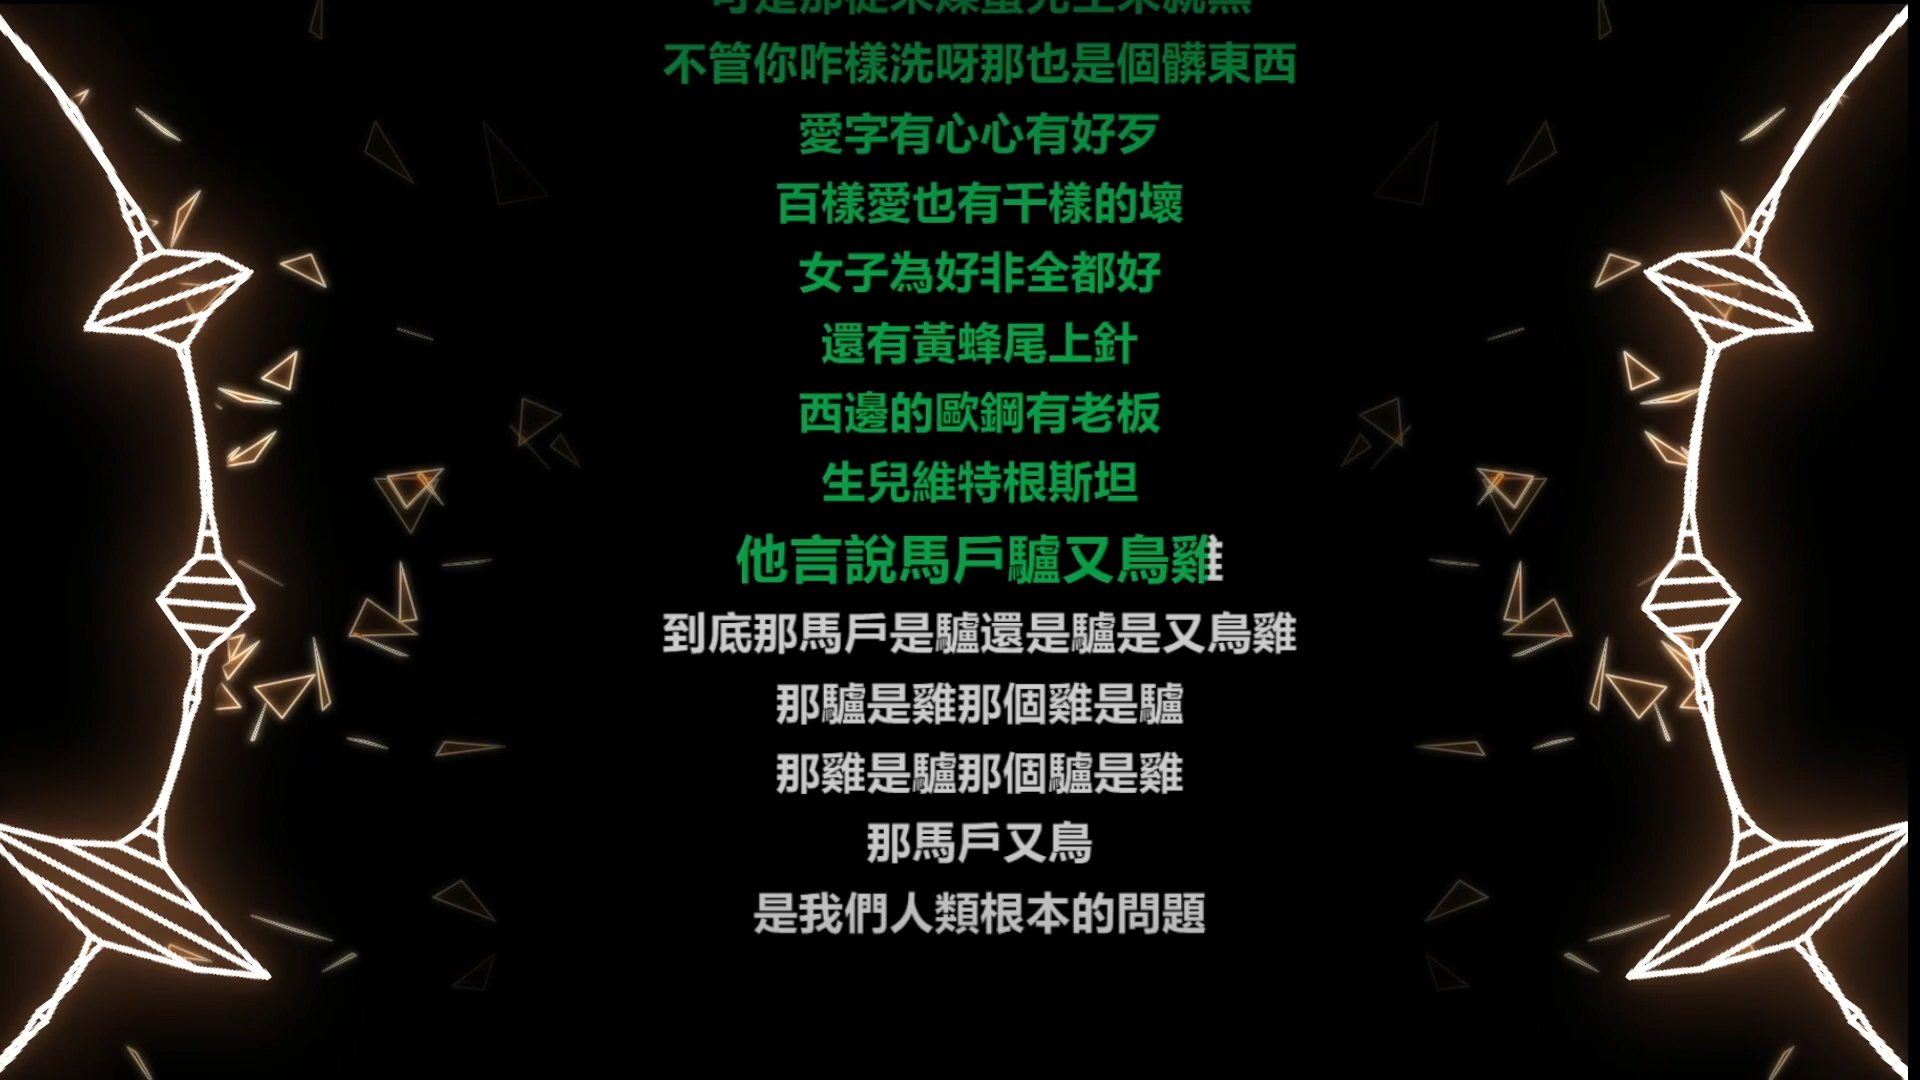 不管你咋樣洗呀那也是個髒東西
愛字有心心有好歹
百樣愛也有千樣的壞
女子為好非全都好
還有黃蜂尾上針
西邊的歐鋼有老板
生兒維特根斯坦
他言說馬戶驢又鳥雞
到底那馬戶是驢還是驢是又鳥雞
那驢是雞那個雞是驢
那雞是驢那個驢是雞
那馬戶又鳥
是我們人類根本的問題